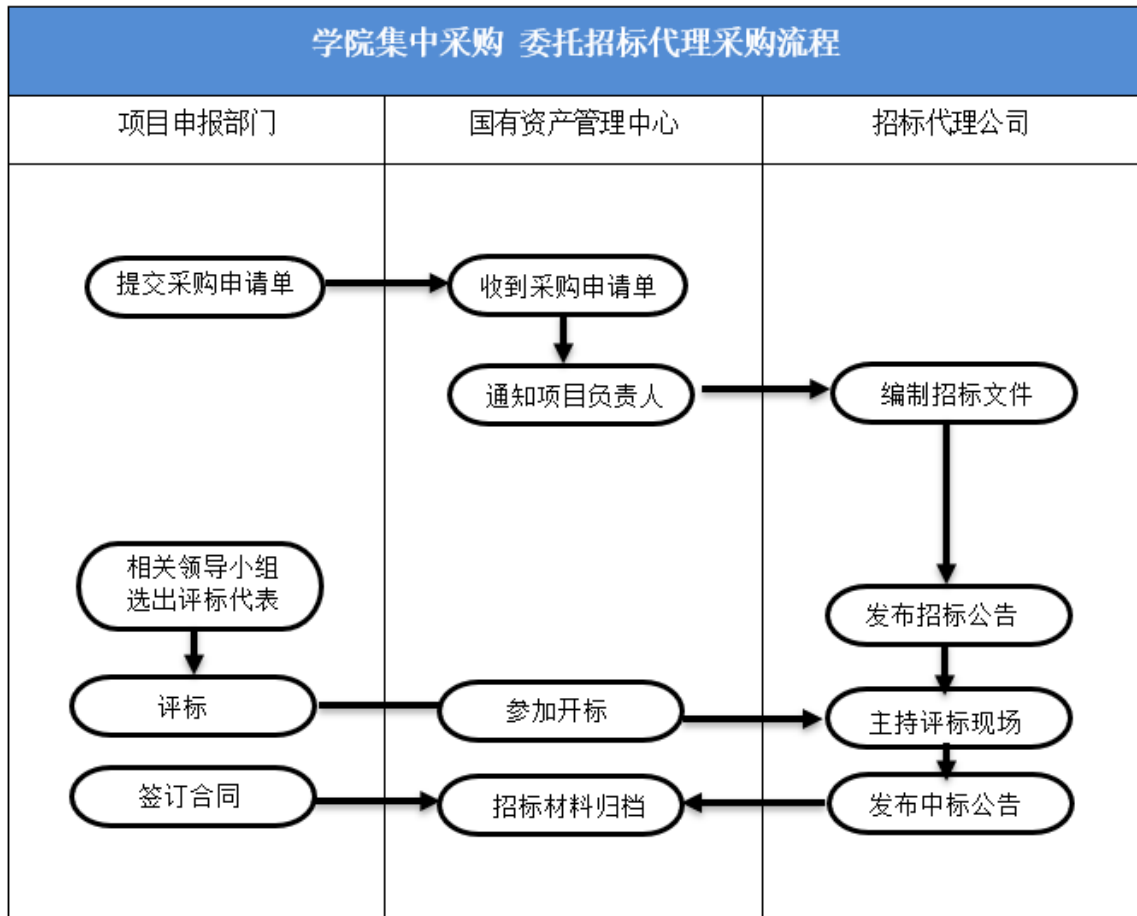 学院集中采购 委托招标代理采购流程
项目申报部门
国有资产管理中心
招标代理公司
提交采购申请单
收到采购申请单
通知项目负责人
编制招标文件
相关领导小组
选出评标代表
发布招标公告
评标
参加开标
主持评标现场
签订合同
招标材料归档
发布中标公告